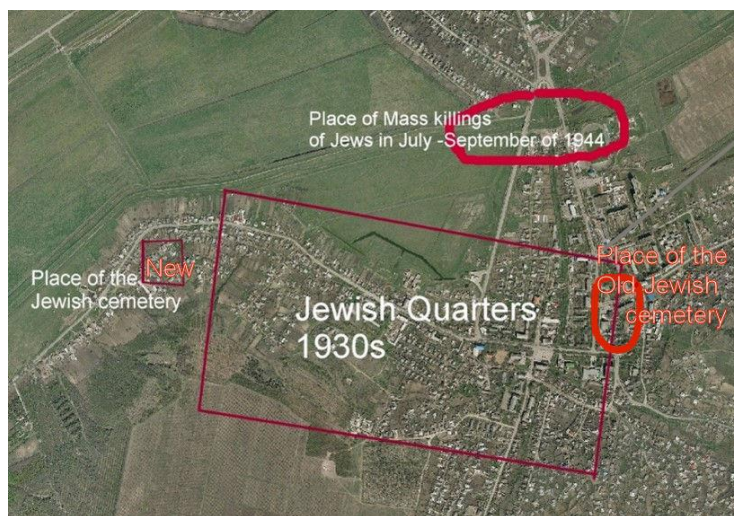 Place of Mass killings
of Jews in July -September of 1944
New
Place of the
Jewish cemetery
Place of the
Old Jewish
cemetery
Jewish Quarters
1930s